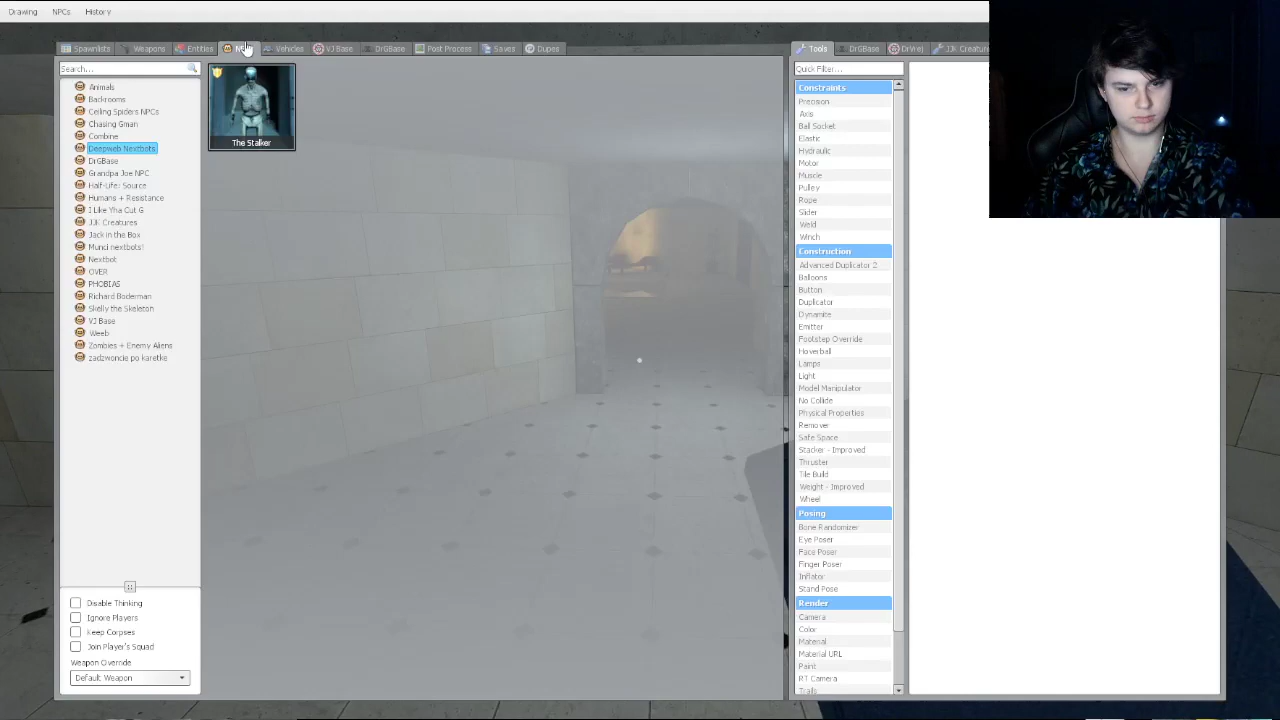 Drawing NPCs History
Spawnlists Weapons Entities Vehicles VJ Base DrGBase Post Process Saves Dupes
Search...
Animals
Backrooms
Ceiling Spiders NPCs
Chasing Gman
Combine
Deepweb Nextbots
DrGBase
Grandpa Joe NPC
Half-Life: Source
Humans + Resistance
I Like Yha Cut G
JJK Creatures
Jack in the Box
Munci nextbots!
Nextbot
OVER
PHOBIAS
Richard Boderman
Skelly the Skeleton
VJ Base
Weeb
Zombies + Enemy Aliens
zadzwoncie po karetke
Disable Thinking
Ignore Players
Keep Corpses
Join Player's Squad
Weapon Override
Default Weapon
The Stalker
Tools DrGBase DrVrej JJK Creature
Quick Filter...
Constraints
Precision
Axis
Ball Socket
Elastic
Hydraulic
Motor
Muscle
Pulley
Rope
Slider
Weld
Winch
Construction
Advanced Duplicator 2
Balloons
Button
Duplicator
Dynamite
Emitter
Footstep Override
Hoverball
Lamps
Light
Model Manipulator
No Collide
Physical Properties
Remover
Safe Space
Stacker - Improved
Thruster
Tile Build
Weight - Improved
Wheel
Posing
Bone Randomizer
Eye Poser
Face Poser
Finger Poser
Inflator
Stand Pose
Render
Camera
Color
Material
Material URL
Paint
RT Camera
Trails